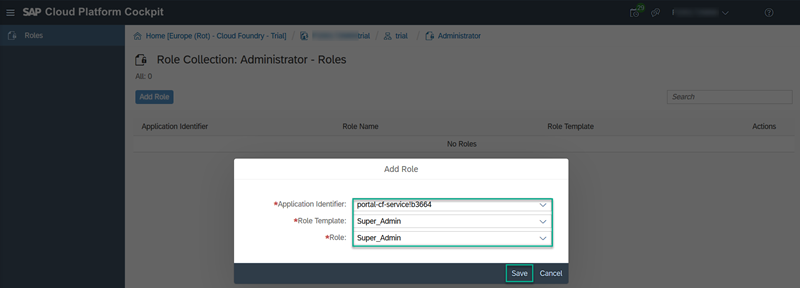 SAP Cloud Platform Cockpit
79
Roles
Home [Europe (Rot) - Cloud Foundry - Trial] / trial / trial / Administrator
Role Collection: Administrator - Roles
All: 0
Add Role
Search
Application Identifier Role Name Role Template Actions
No Roles
Add Role
*Application Identifier: portal-cf-service!b3664
*Role Template: Super_Admin
*Role: Super_Admin
Save Cancel